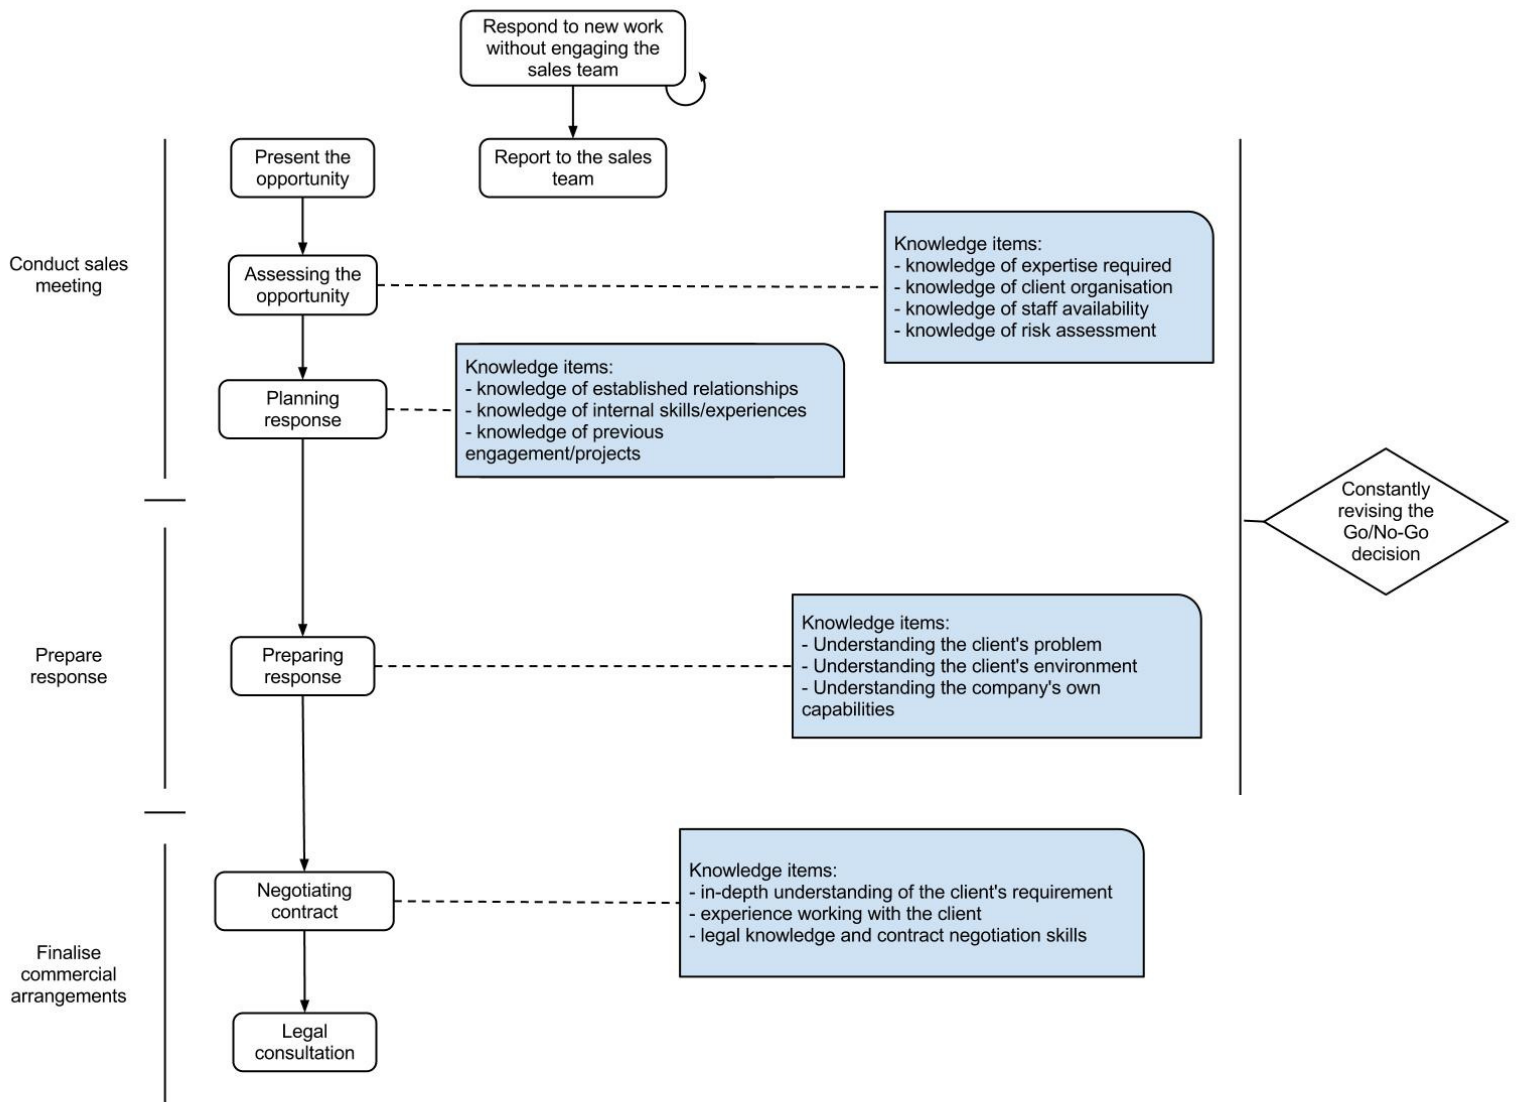 Respond to new work
without engaging the
sales team
Present the
opportunity
Report to the sales
team
Conduct sales
meeting
Assessing the
opportunity
Knowledge items:
- knowledge of expertise required
- knowledge of client organisation
- knowledge of staff availability
- knowledge of risk assessment
Planning
response
Knowledge items:
- knowledge of established relationships
- knowledge of internal skills/experiences
- knowledge of previous
engagement/projects
Constantly
revising the
Go/No-Go
decision
Prepare
response
Preparing
response
Knowledge items:
- Understanding the client's problem
- Understanding the client's environment
- Understanding the company's own
capabilities
Negotiating
contract
Knowledge items:
- in-depth understanding of the client's requirement
- experience working with the client
- legal knowledge and contract negotiation skills
Finalise
commercial
arrangements
Legal
consultation